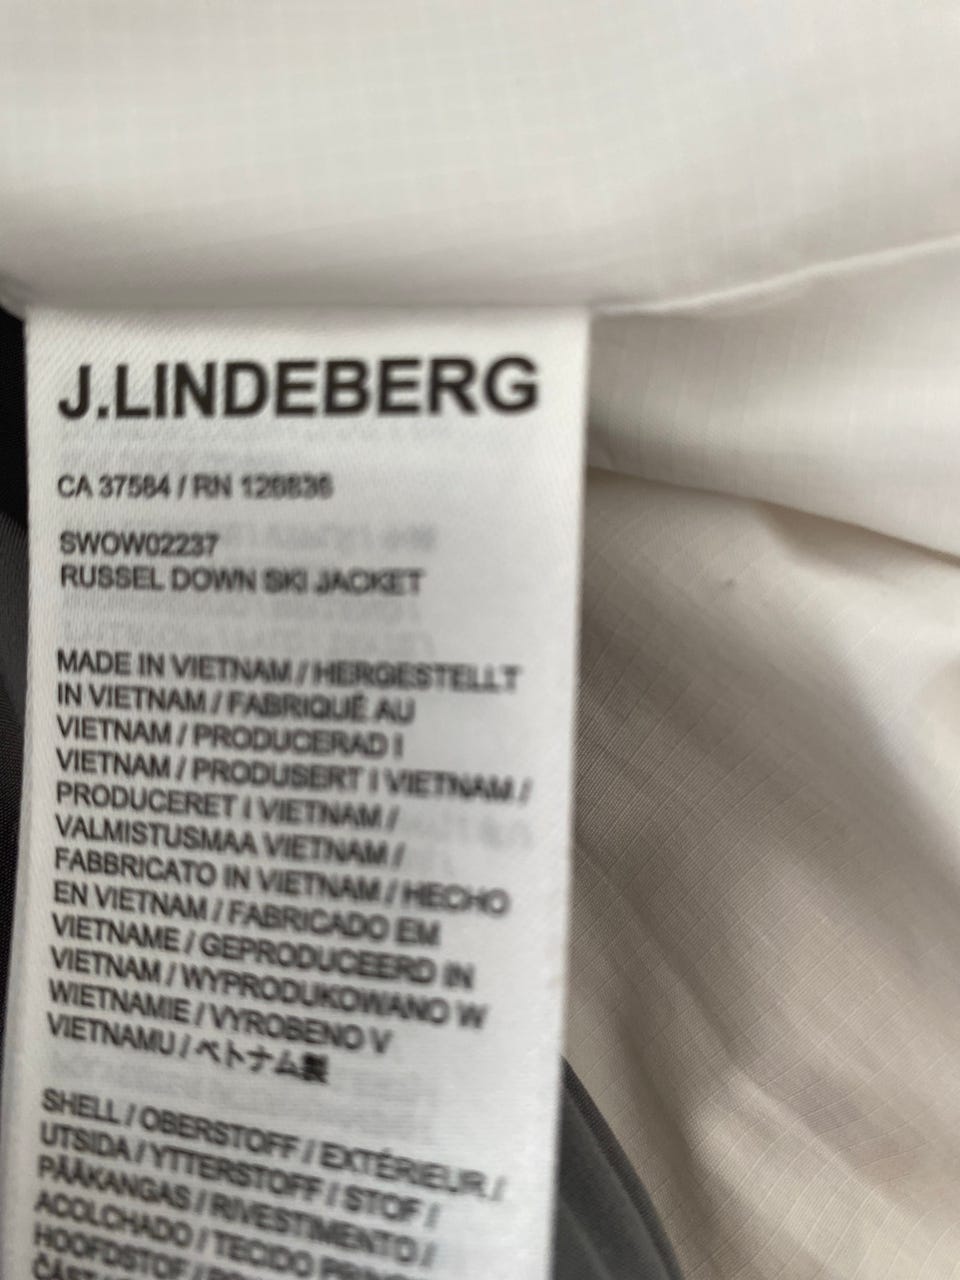 J.LINDEBERG
CA 37584 / RN 126836
SWOW02237
RUSSEL DOWN SKI JACKET
MADE IN VIETNAM / HERGESTELLT
IN VIETNAM / FABRIQUÉ AU
VIETNAM / PRODUCERAD I
VIETNAM / PRODUSERT I VIETNAM /
PRODUCERET I VIETNAM /
VALMISTUSMAA VIETNAM /
FABBRICATO IN VIETNAM / HECHO
EN VIETNAM / FABRICADO EM
VIETNAME / GEPRODUCEERD IN
VIETNAM / WYPRODUKOWANO W
WIETNAMIE / VYROBENO V
VIETNAMU / ベトナム製
SHELL / OBERSTOFF / EXTÉRIEUR /
UTSIDA / YTTERSTOFF / STOF /
PÄÄKANGAS / RIVESTIMENTO /
ACOLCHADO / TECIDO
HOOFDSTOF /